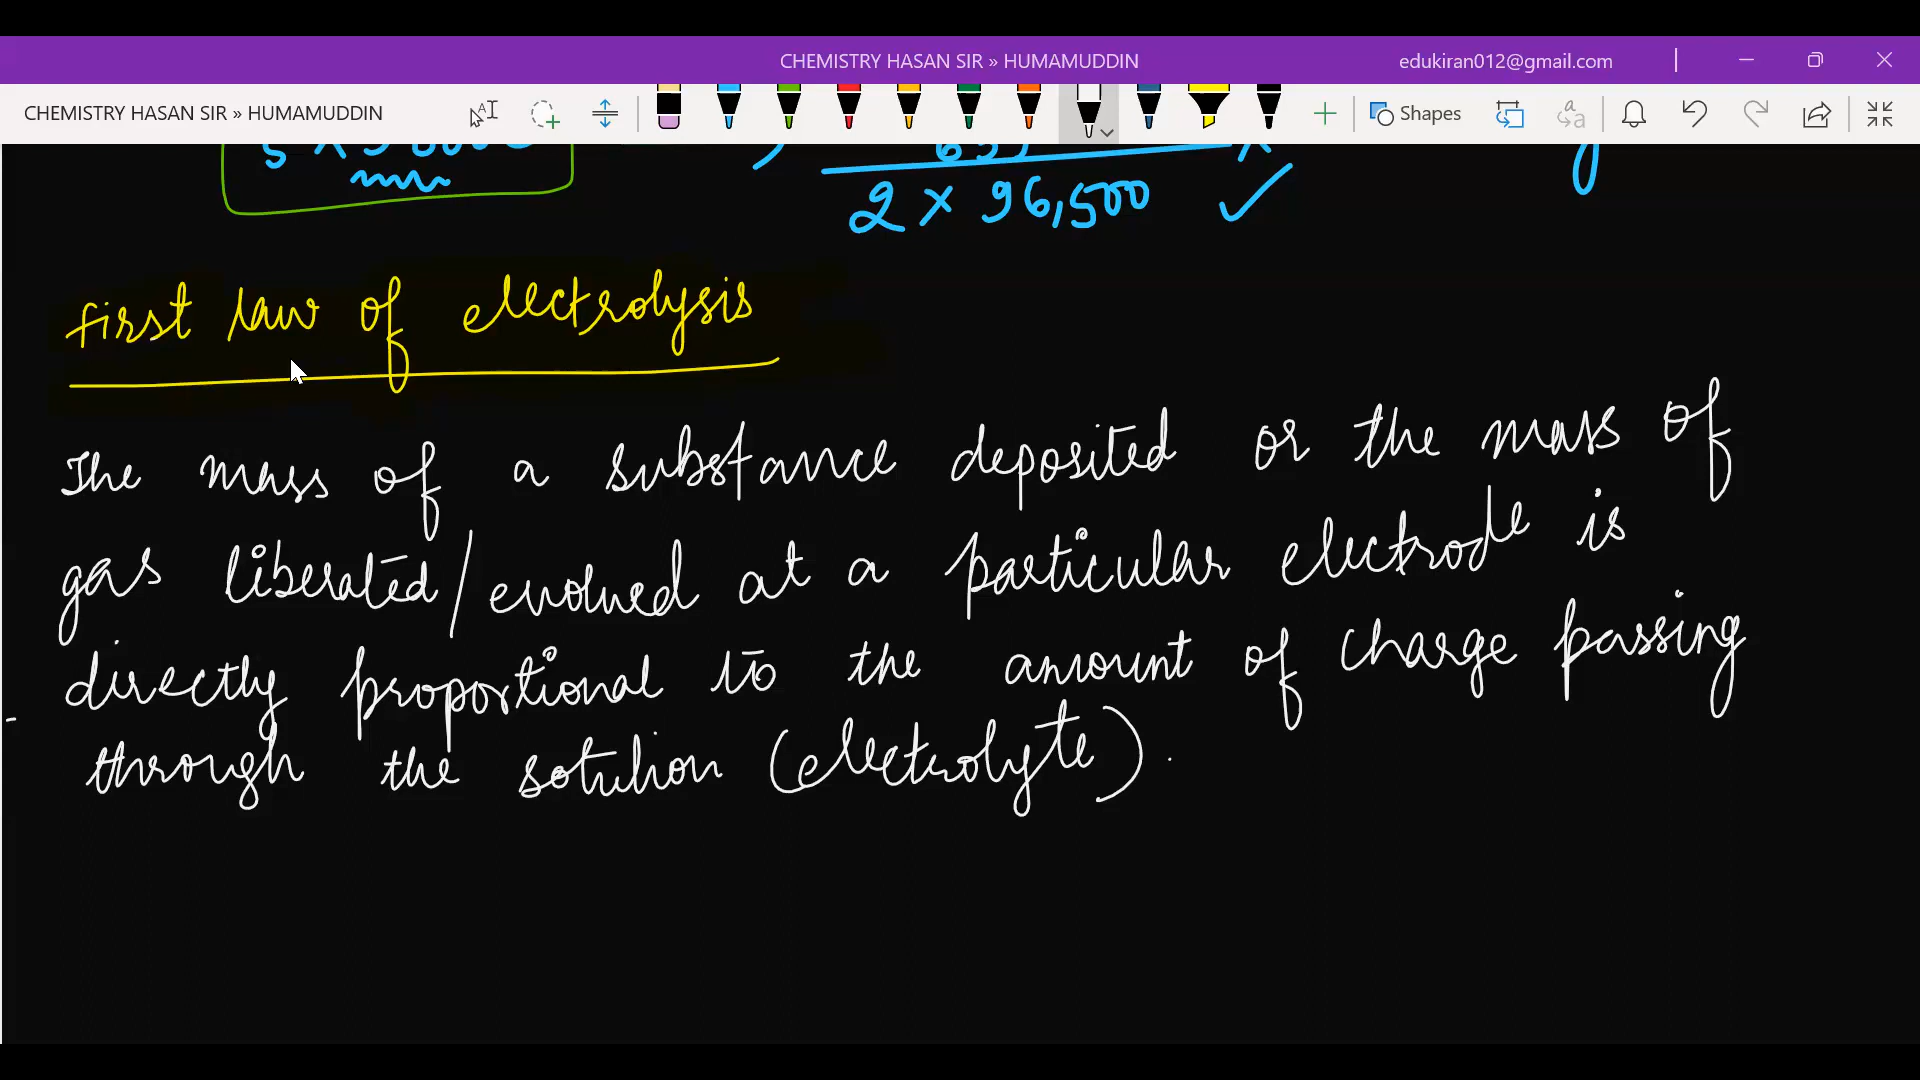 CHEMISTRY HASAN SIR » HUMAMUDDIN
edukiran012@gmail.com
CHEMISTRY HASAN SIR » HUMAMUDDIN
Shapes
2 × 96,500 ✓
first law of electrolysis
The mass of a substance deposited or the mass of
gas liberated/evolved at a particular electrode is
directly proportional to the amount of charge passing
through the solution (electrolyte).